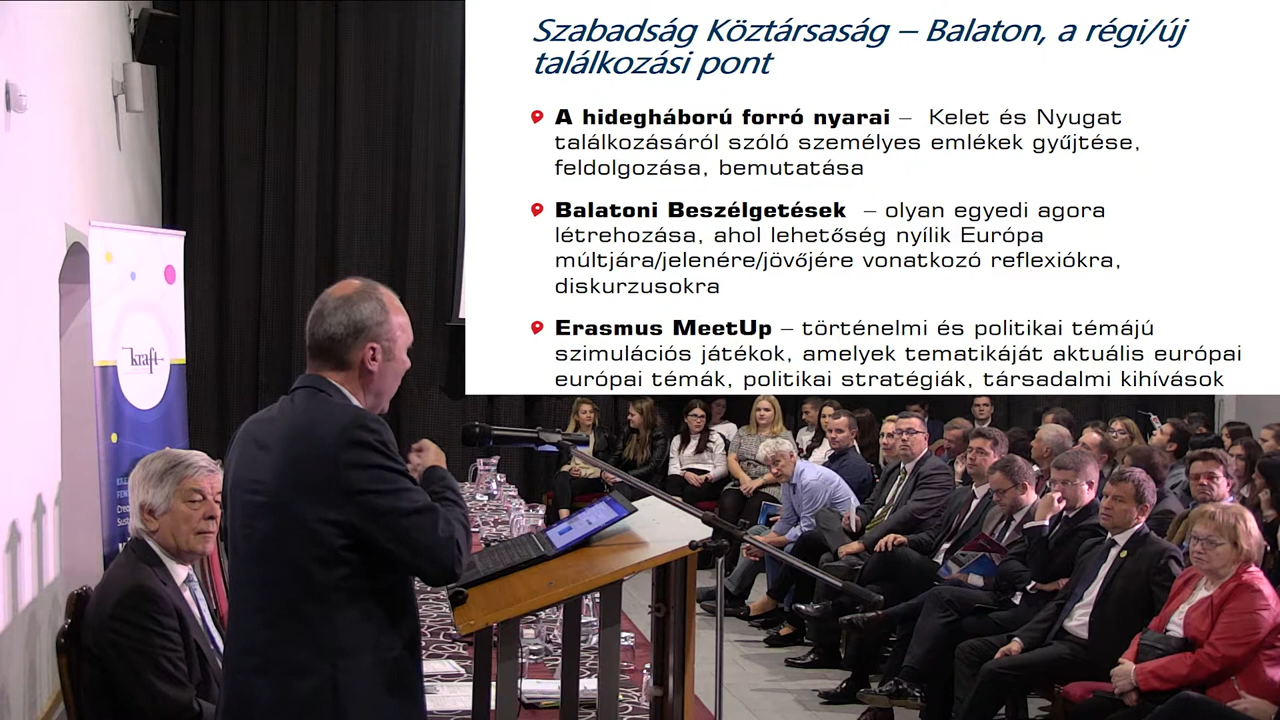 Szabadság Köztársaság – Balaton, a régi/új
találkozási pont
A hidegháború forró nyarai – Kelet és Nyugat
találkozásáról szóló személyes emlékek gyűjtése,
feldolgozása, bemutatása
Balatoni Beszélgetések – olyan egyedi agora
létrehozása, ahol lehetőség nyílik Európa
múltjára/jelenére/jövőjére vonatkozó reflexiókra,
diskurzusokra
Erasmus MeetUp – történelmi és politikai témájú
szimulációs játékok, amelyek tematikáját aktuális európai
európai témák, politikai stratégiák, társadalmi kihívások
kraft